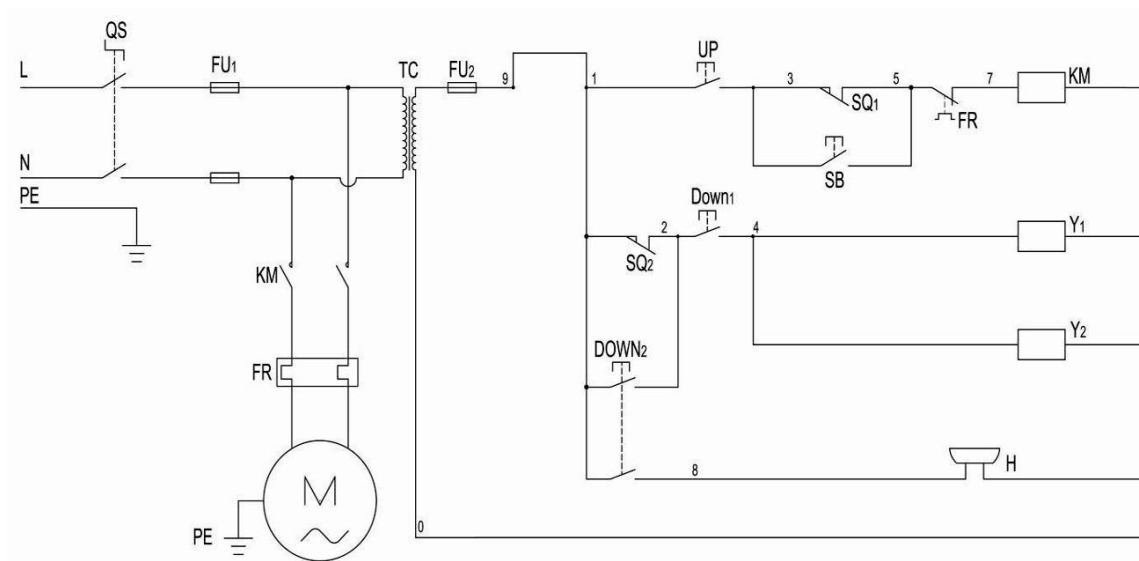 QS
L
FU1
TC
FU2
9
1
UP
3
5
7
KM
SQ1
FR
SB
N
PE
SQ2
2
Down1
4
Y1
KM
Y2
DOWN2
FR
M
8
H
PE
0